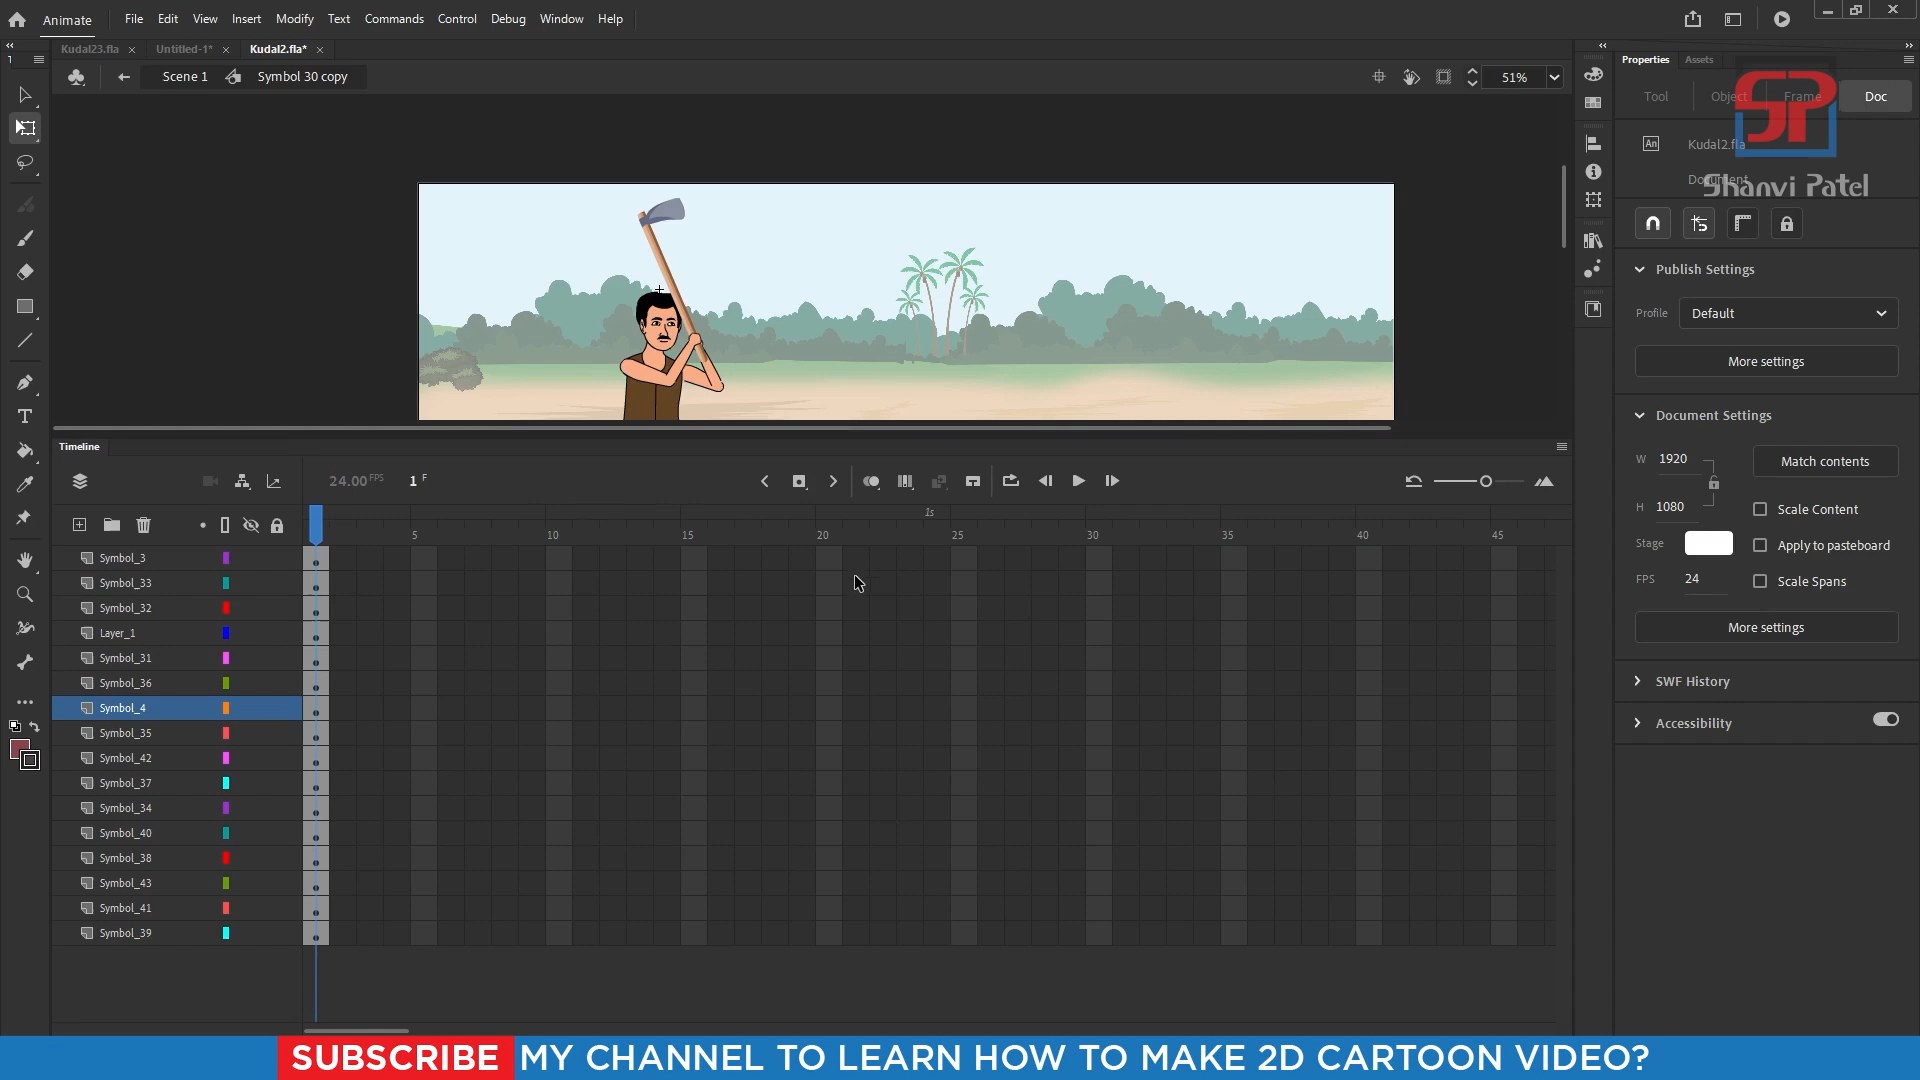 Animate
File Edit View Insert Modify Text Commands Control Debug Window Help
Kudal23.fla Untitled-1* Kudal2.fla*
Scene 1 Symbol 30 copy
51%
Properties Assets
Tool Object Frame Doc
An Kudal2.fla
Document
SP
Shanvi Patel
Publish Settings
Profile Default
More settings
Document Settings
W 1920 Match contents
H 1080 Scale Content
Stage Apply to pasteboard
FPS 24 Scale Spans
More settings
SWF History
Accessibility
Timeline
24.00 FPS 1 F
1s
5 10 15 20 25 30 35 40 45
Symbol_3
Symbol_33
Symbol_32
Layer_1
Symbol_31
Symbol_36
Symbol_4
Symbol_35
Symbol_42
Symbol_37
Symbol_34
Symbol_40
Symbol_38
Symbol_43
Symbol_41
Symbol_39
SUBSCRIBE MY CHANNEL TO LEARN HOW TO MAKE 2D CARTOON VIDEO?